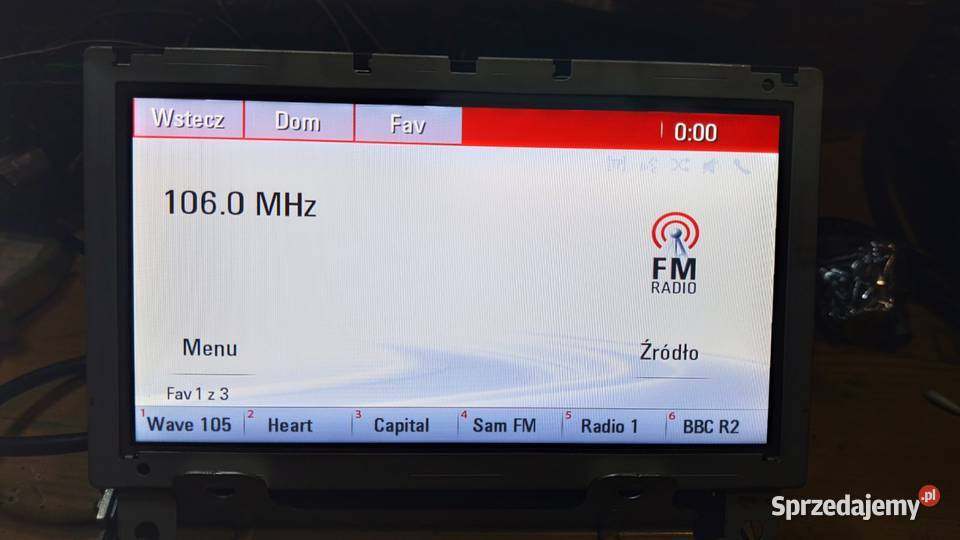 Wstecz Dom Fav 0:00
106.0 MHz
FM
RADIO
Menu Źródło
Fav 1 z 3
1 Wave 105 2 Heart 3 Capital 4 Sam FM 5 Radio 1 6 BBC R2
Sprzedajemy.pl